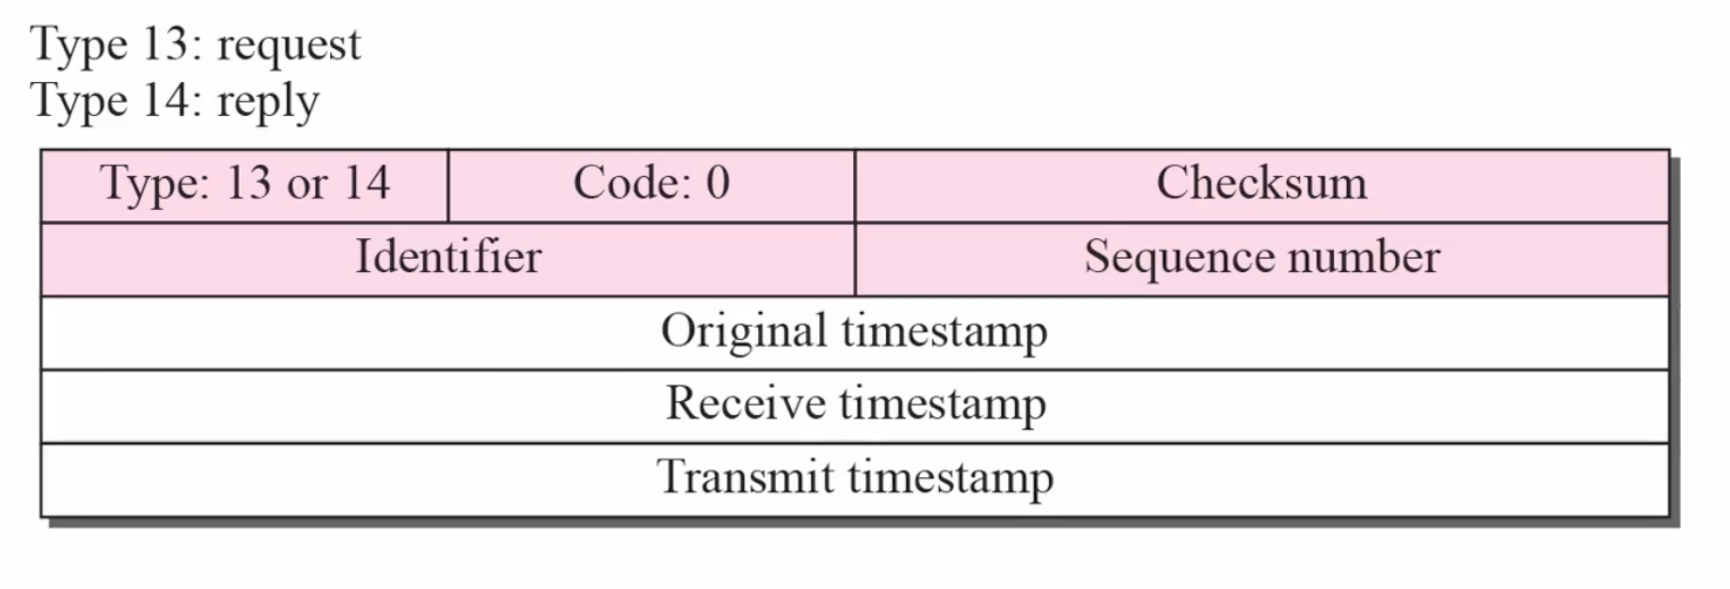 Type 13: request
Type 14: reply
Type: 13 or 14 Code: 0 Checksum
Identifier Sequence number
Original timestamp
Receive timestamp
Transmit timestamp